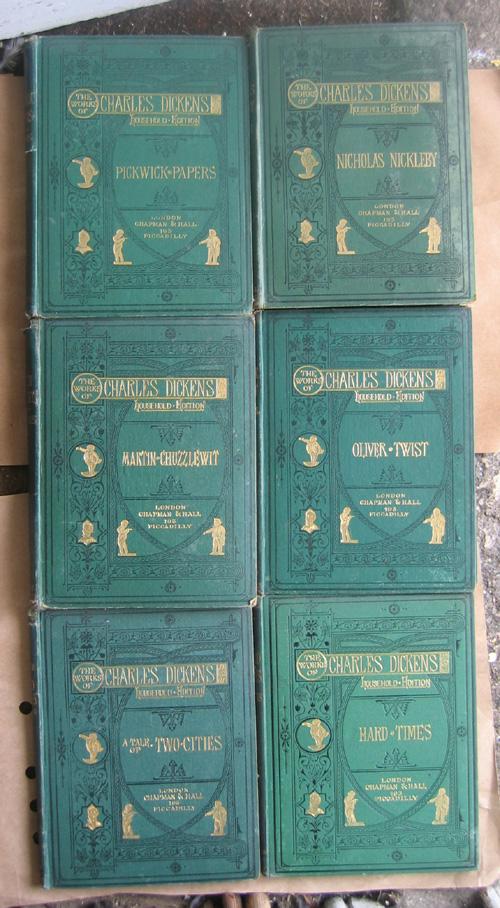 THE WORKS OF
CHARLES DICKENS
HOUSEHOLD · EDITION
PICKWICK · PAPERS
LONDON
CHAPMAN & HALL
193
PICCADILLY
THE WORKS OF
CHARLES DICKENS
HOUSEHOLD · EDITION
NICHOLAS NICKLEBY
LONDON
CHAPMAN & HALL
193
PICCADILLY
THE WORKS OF
CHARLES DICKENS
HOUSEHOLD · EDITION
MARTIN · CHUZZLEWIT
LONDON
CHAPMAN & HALL
193
PICCADILLY
THE WORKS OF
CHARLES DICKENS
HOUSEHOLD · EDITION
OLIVER · TWIST
LONDON
CHAPMAN & HALL
193
PICCADILLY
THE WORKS OF
CHARLES DICKENS
HOUSEHOLD · EDITION
A TALE OF · TWO · CITIES
LONDON
CHAPMAN & HALL
193
PICCADILLY
THE WORKS OF
CHARLES DICKENS
HOUSEHOLD · EDITION
HARD · TIMES
LONDON
CHAPMAN & HALL
193
PICCADILLY